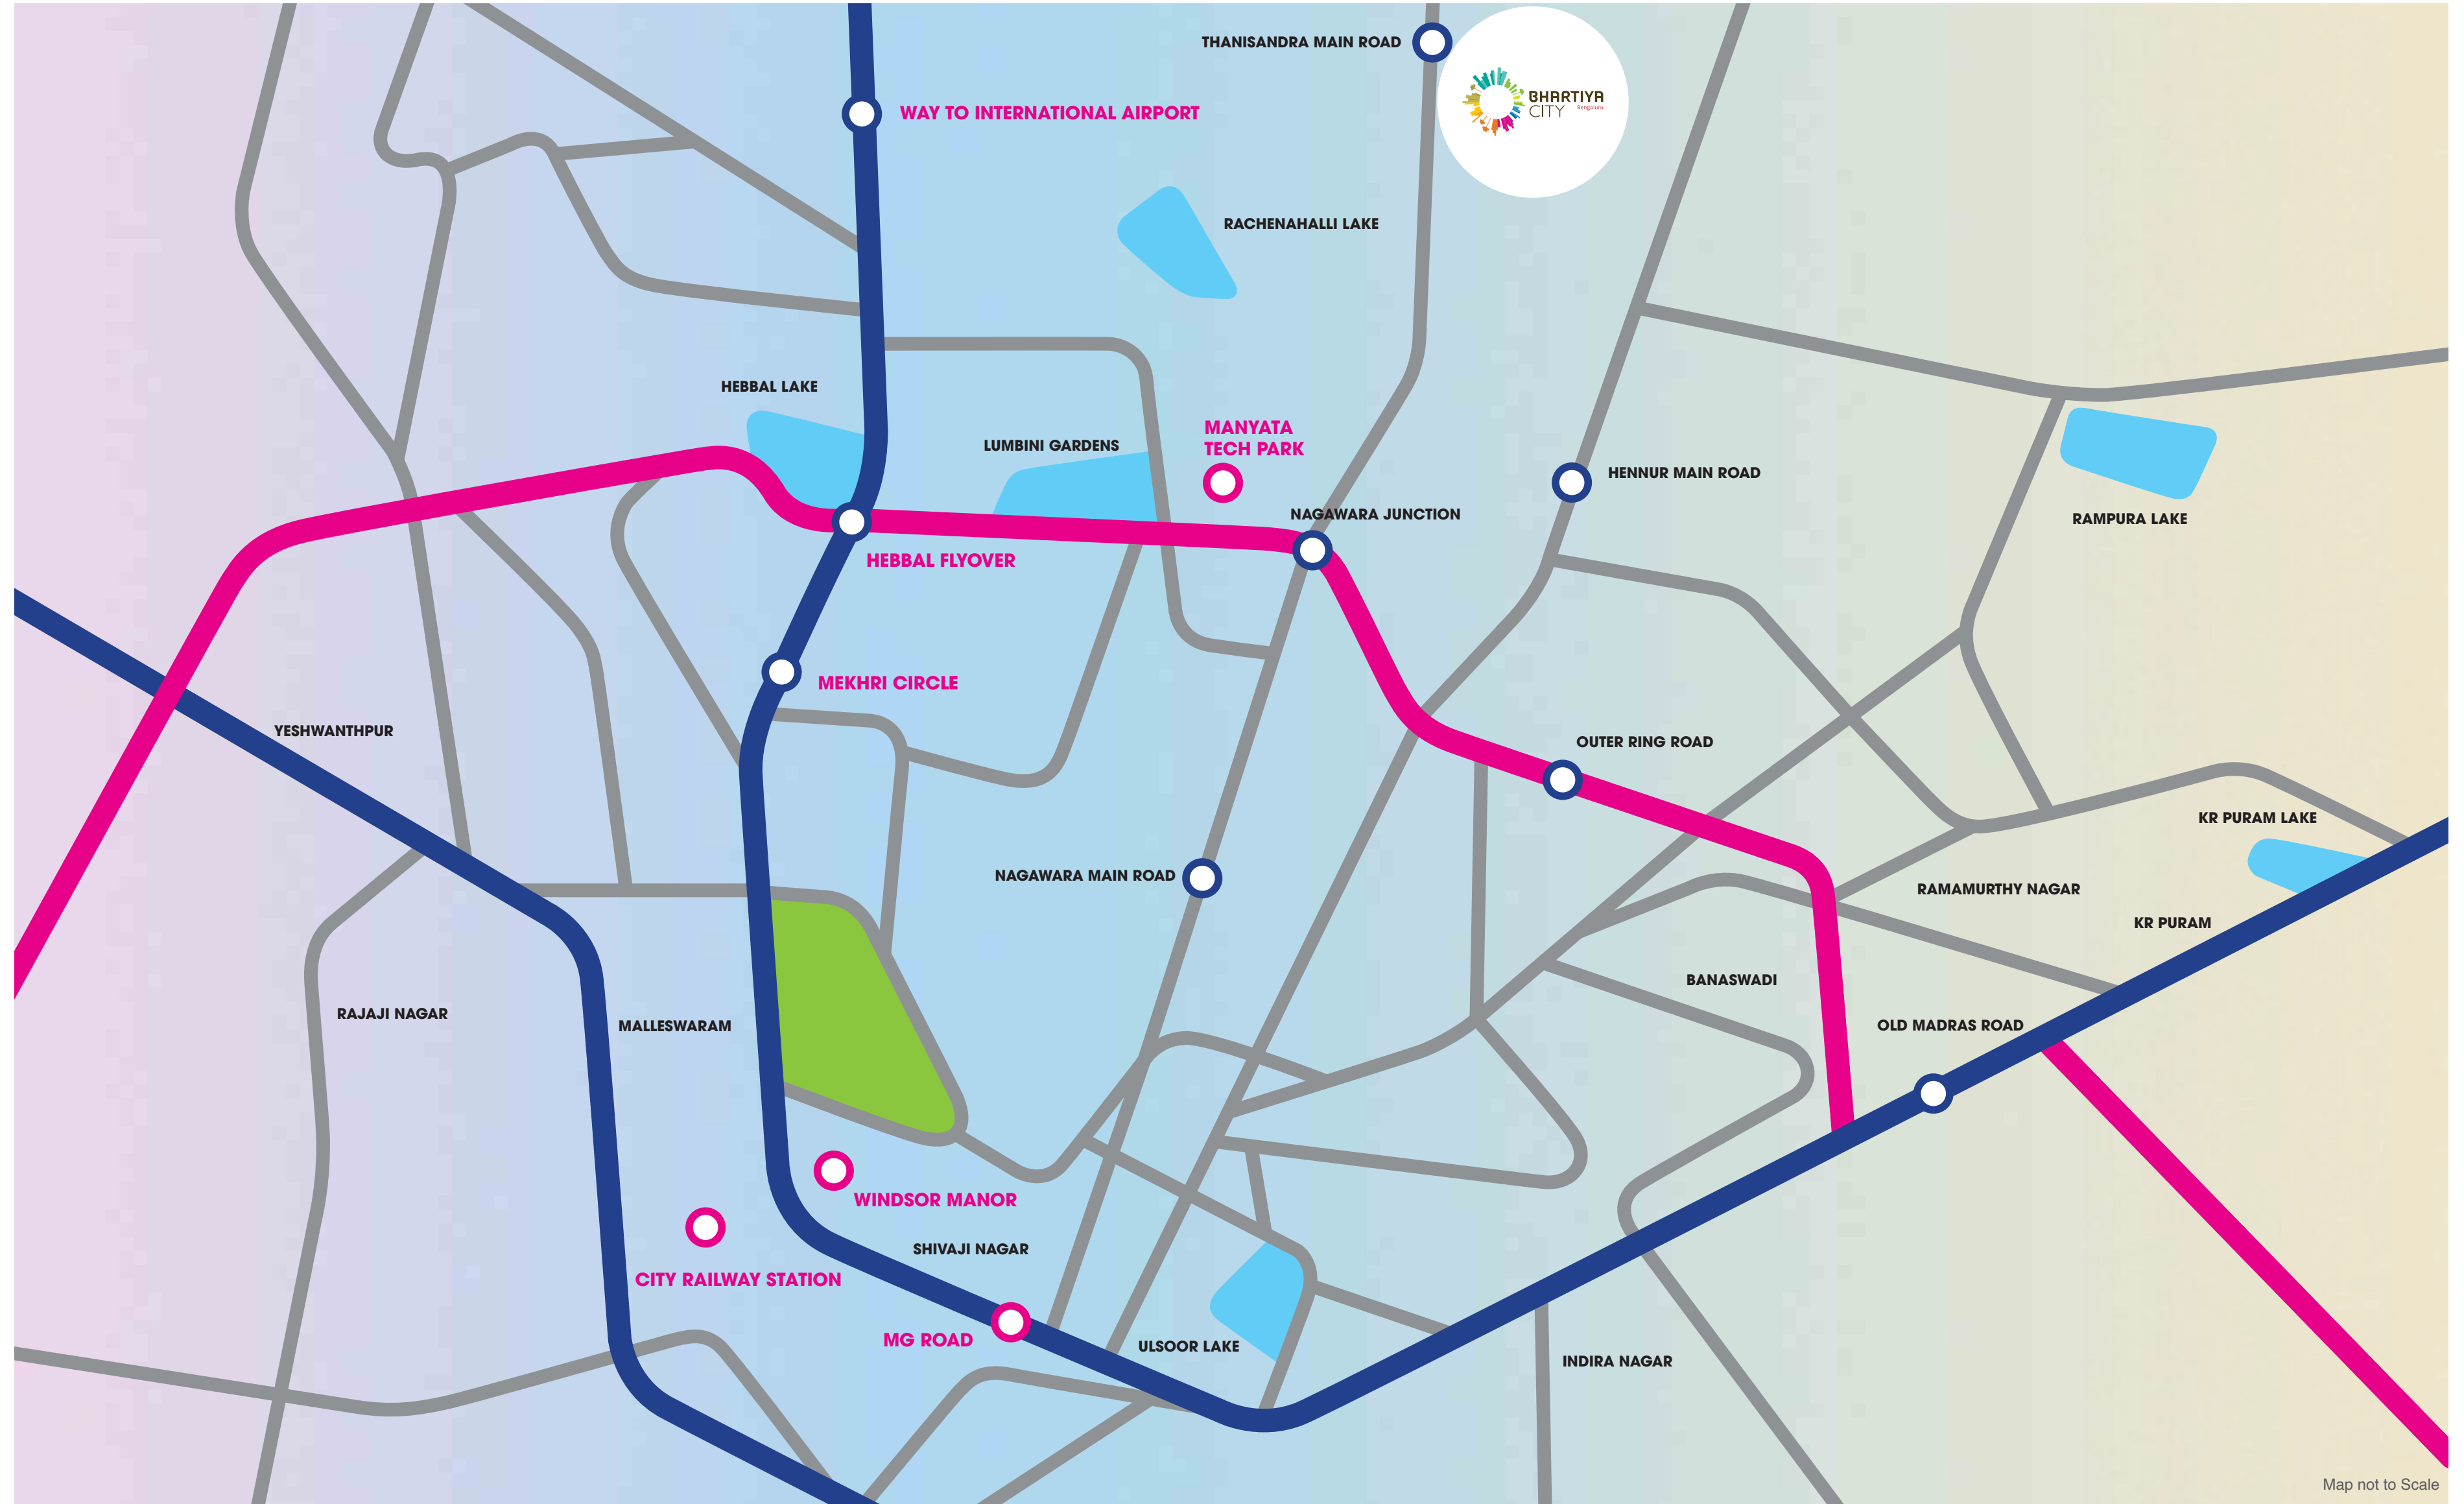 THANISANDRA MAIN ROAD
BHARTIYA
CITY Bengaluru
WAY TO INTERNATIONAL AIRPORT
RACHENAHALLI LAKE
HEBBAL LAKE
LUMBINI GARDENS
MANYATA
TECH PARK
HENNUR MAIN ROAD
NAGAWARA JUNCTION
RAMPURA LAKE
HEBBAL FLYOVER
MEKHRI CIRCLE
YESHWANTHPUR
OUTER RING ROAD
KR PURAM LAKE
NAGAWARA MAIN ROAD
RAMAMURTHY NAGAR
KR PURAM
BANASWADI
RAJAJI NAGAR
MALLESWARAM
OLD MADRAS ROAD
WINDSOR MANOR
SHIVAJI NAGAR
CITY RAILWAY STATION
MG ROAD
ULSOOR LAKE
INDIRA NAGAR
Map not to Scale